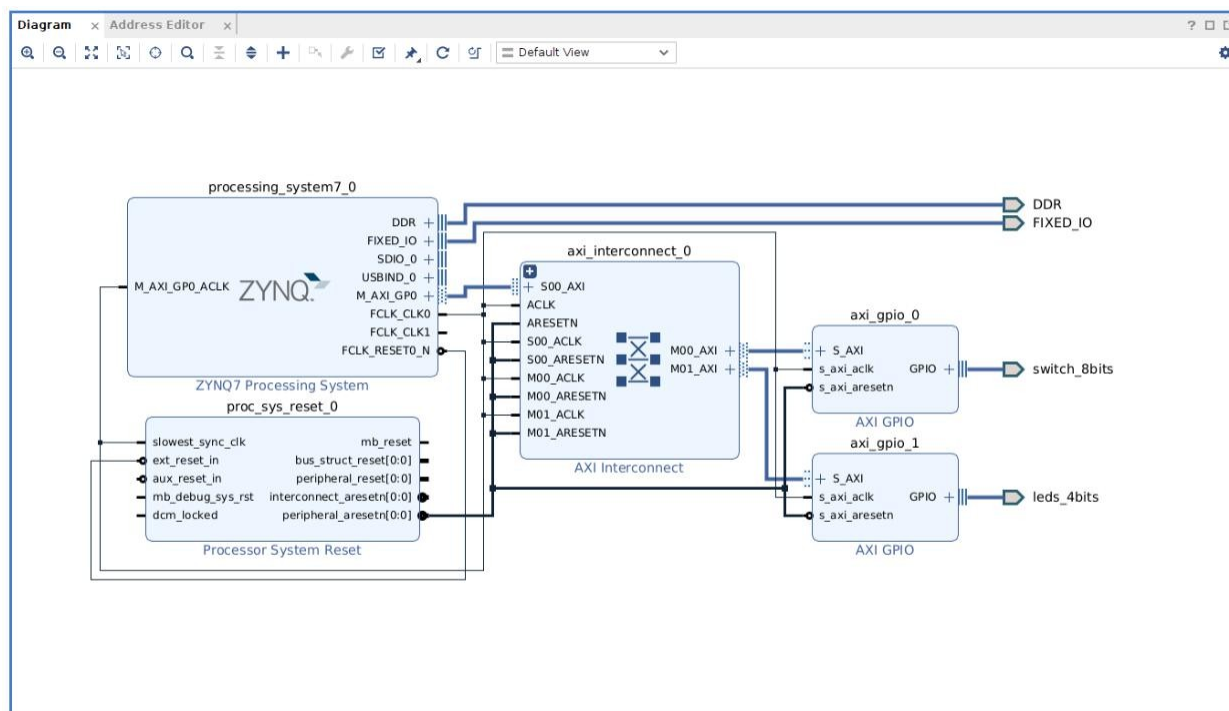 Diagram × Address Editor × ?
Default View
processing_system7_0
DDR
FIXED_IO
SDIO_0
USBIND_0
M_AXI_GP0_ACLK
ZYNQ
M_AXI_GP0
FCLK_CLK0
FCLK_CLK1
FCLK_RESET0_N
ZYNQ7 Processing System
proc_sys_reset_0
slowest_sync_clk
ext_reset_in
aux_reset_in
mb_debug_sys_rst
dcm_locked
mb_reset
bus_struct_reset[0:0]
peripheral_reset[0:0]
interconnect_aresetn[0:0]
peripheral_aresetn[0:0]
Processor System Reset
axi_interconnect_0
S00_AXI
ACLK
ARESETN
S00_ACLK
S00_ARESETN
M00_ACLK
M00_ARESETN
M01_ACLK
M01_ARESETN
M00_AXI
M01_AXI
AXI Interconnect
axi_gpio_0
S_AXI
s_axi_aclk
s_axi_aresetn
GPIO
AXI GPIO
axi_gpio_1
S_AXI
s_axi_aclk
s_axi_aresetn
GPIO
AXI GPIO
DDR
FIXED_IO
switch_8bits
leds_4bits